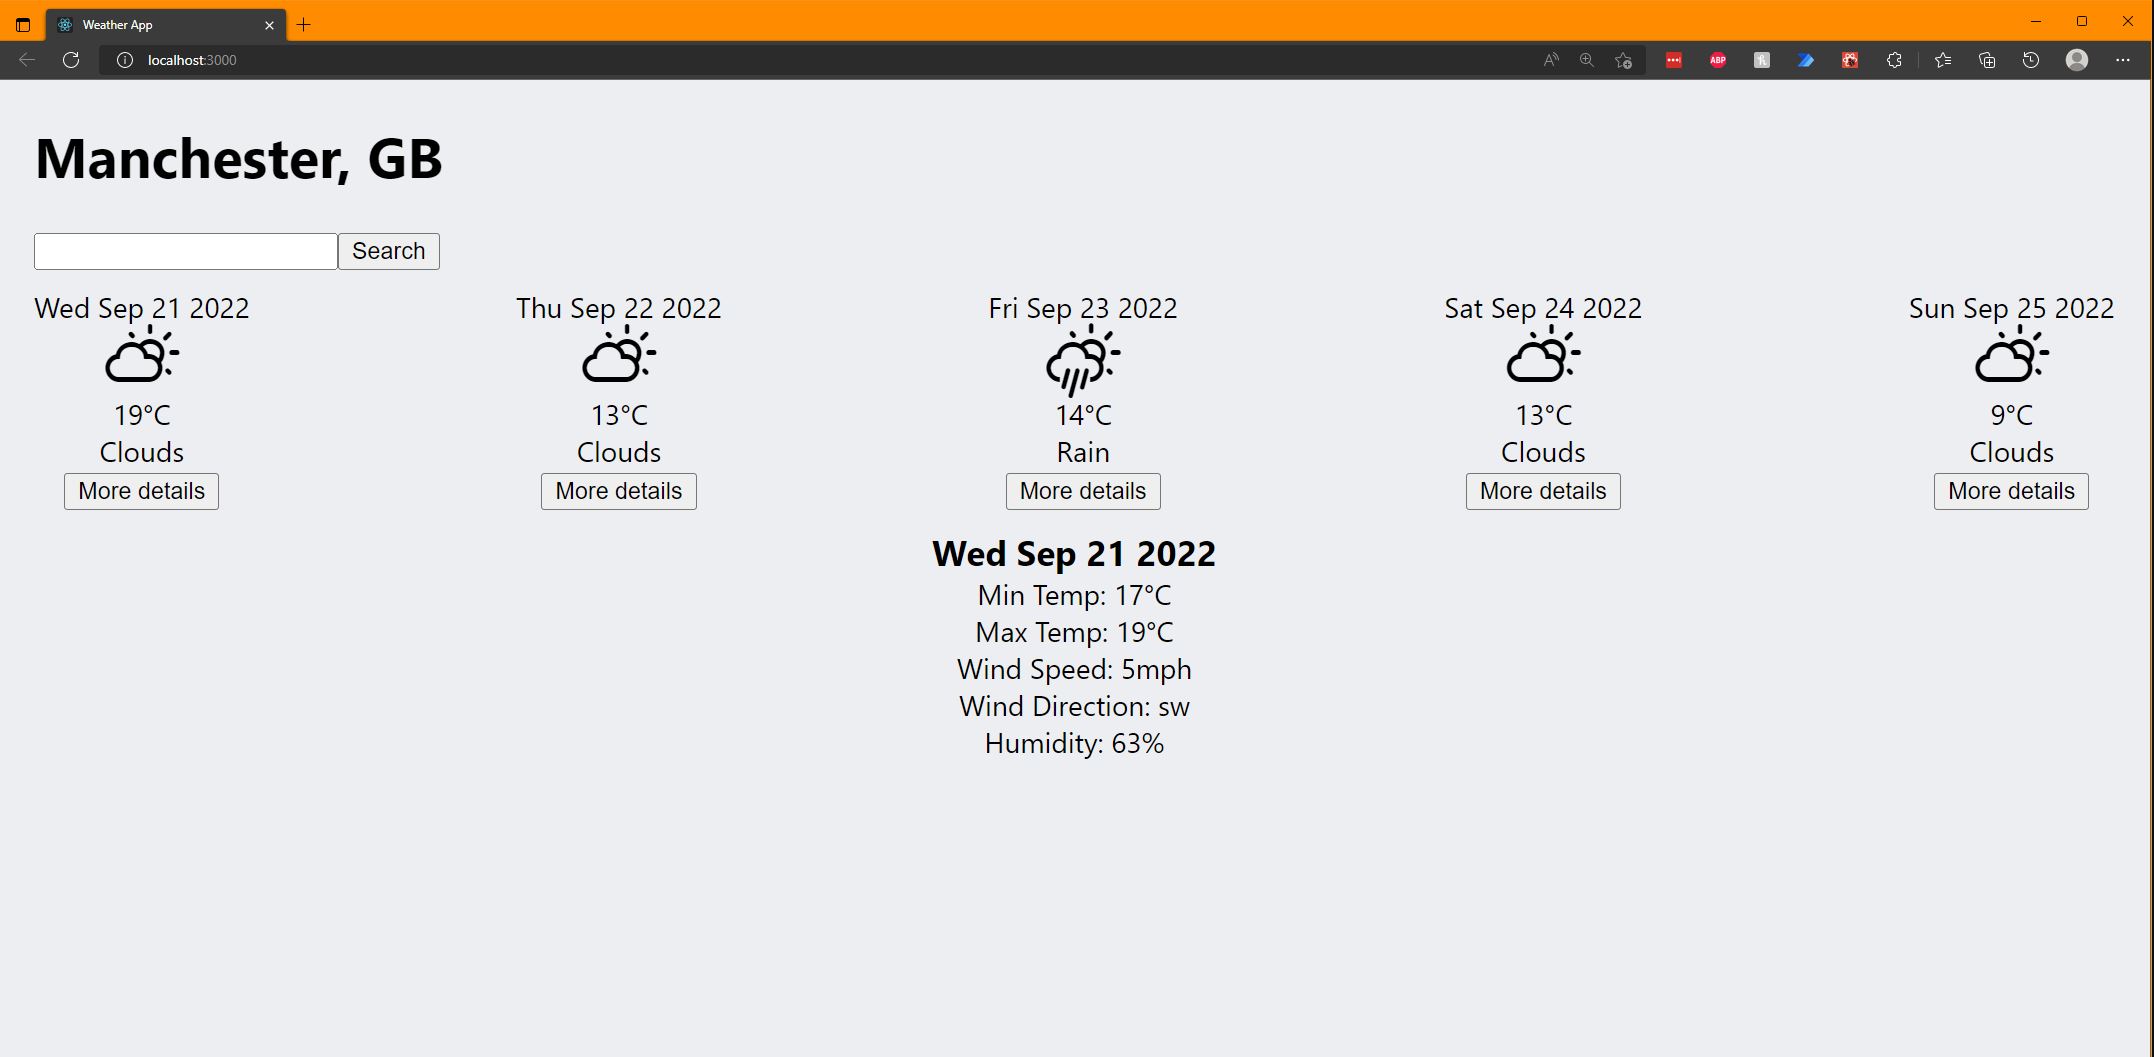 Weather App
localhost:3000
ABP
Manchester, GB
Search
Wed Sep 21 2022
19°C
Clouds
More details
Thu Sep 22 2022
13°C
Clouds
More details
Fri Sep 23 2022
14°C
Rain
More details
Sat Sep 24 2022
13°C
Clouds
More details
Sun Sep 25 2022
9°C
Clouds
More details
Wed Sep 21 2022
Min Temp: 17°C
Max Temp: 19°C
Wind Speed: 5mph
Wind Direction: sw
Humidity: 63%